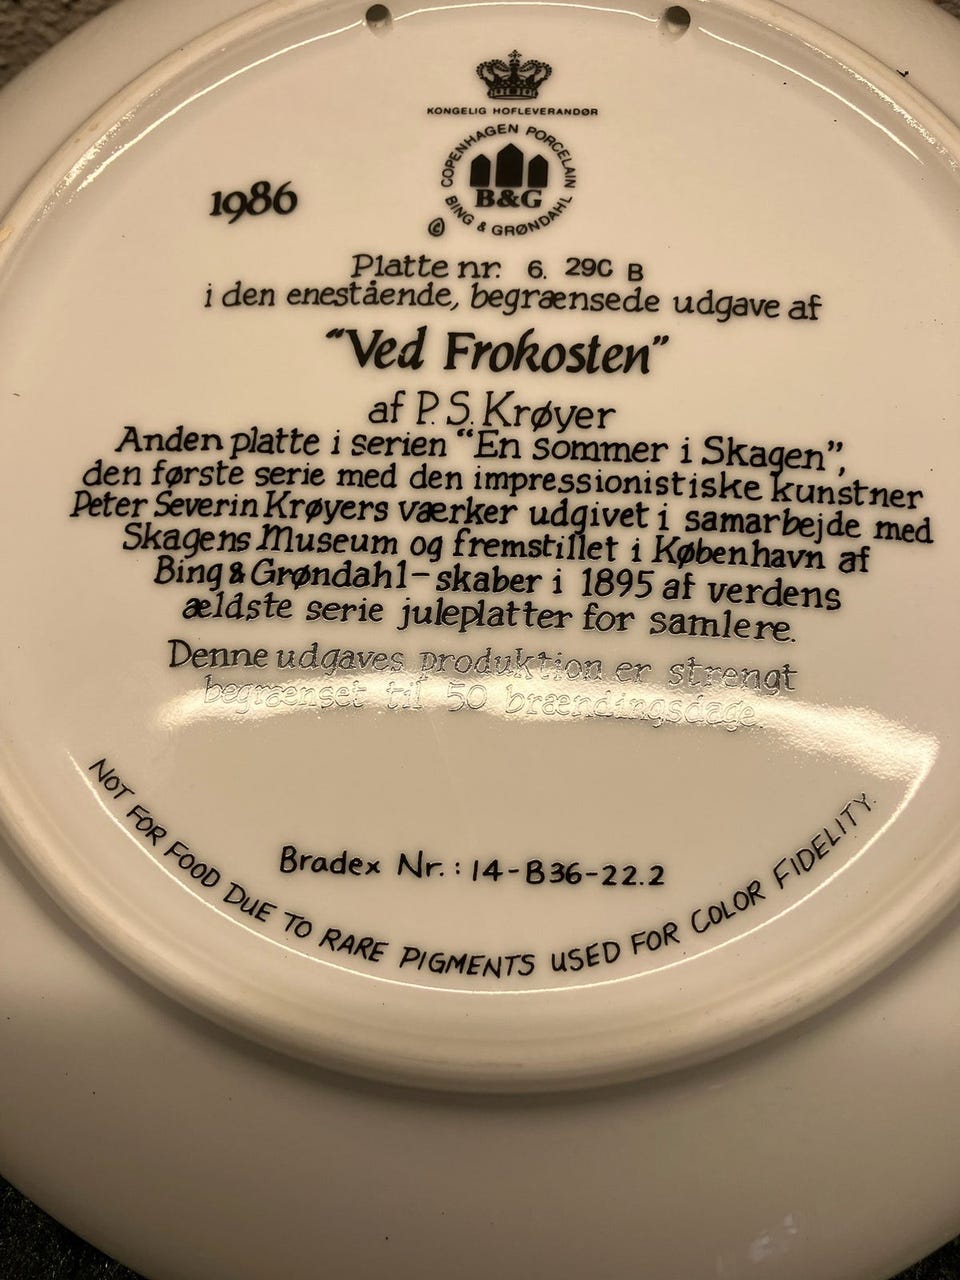 KONGELIG HOFLEVERANDØR
COPENHAGEN PORCELAIN
B&G
BING & GRØNDAHL
©
1986
Platte nr. 6. 290 B
i den enestående, begrænsede udgave af
"Ved Frokosten"
af P.S. Krøyer
Anden platte i serien "En sommer i Skagen",
den første serie med den impressionistiske kunstner
Peter Severin Krøyers værker udgivet i samarbejde med
Skagens Museum og fremstillet i København af
Bing & Grøndahl-skaber i 1895 af verdens
ældste serie juleplatter for samlere.
Denne udgaves produktion er strengt
begrænset til 50 brændingsdage.
Bradex Nr.: 14-B36-22.2
NOT FOR FOOD DUE TO RARE PIGMENTS USED FOR COLOR FIDELITY.